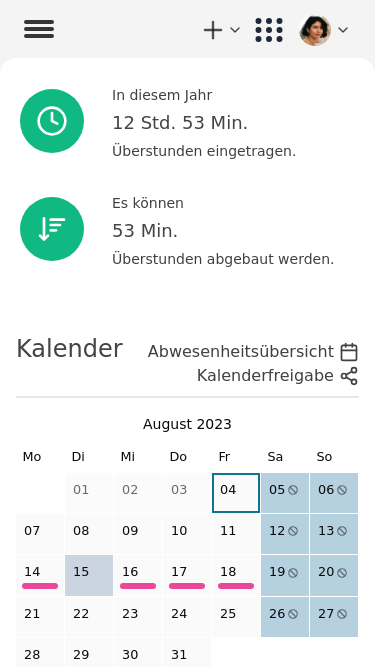 In diesem Jahr
12 Std. 53 Min.
Überstunden eingetragen.
Es können
53 Min.
Überstunden abgebaut werden.
Kalender
Abwesenheitsübersicht
Kalenderfreigabe
August 2023
Mo Di Mi Do Fr Sa So
01 02 03 04 05 06
07 08 09 10 11 12 13
14 15 16 17 18 19 20
21 22 23 24 25 26 27
28 29 30 31